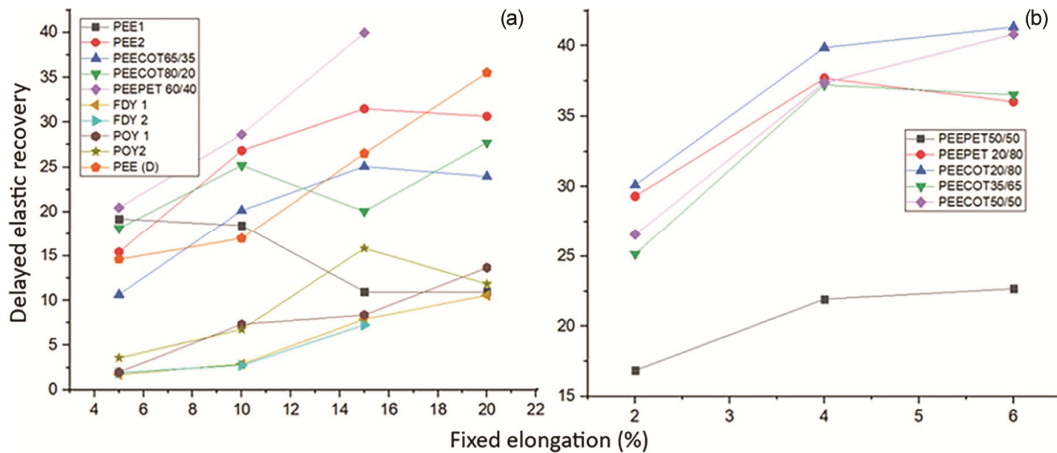 (a)
40
35
30
25
20
15
10
5
0
PEE1
PEE2
PEECOT65/35
PEECOT80/20
PEEPET 60/40
FDY 1
FDY 2
POY 1
POY2
PEE (D)
4 6 8 10 12 14 16 18 20 22
Delayed elastic recovery
(b)
40
35
30
25
20
15
PEEPET50/50
PEEPET 20/80
PEECOT20/80
PEECOT35/65
PEECOT50/50
2 3 4 5 6
Fixed elongation (%)